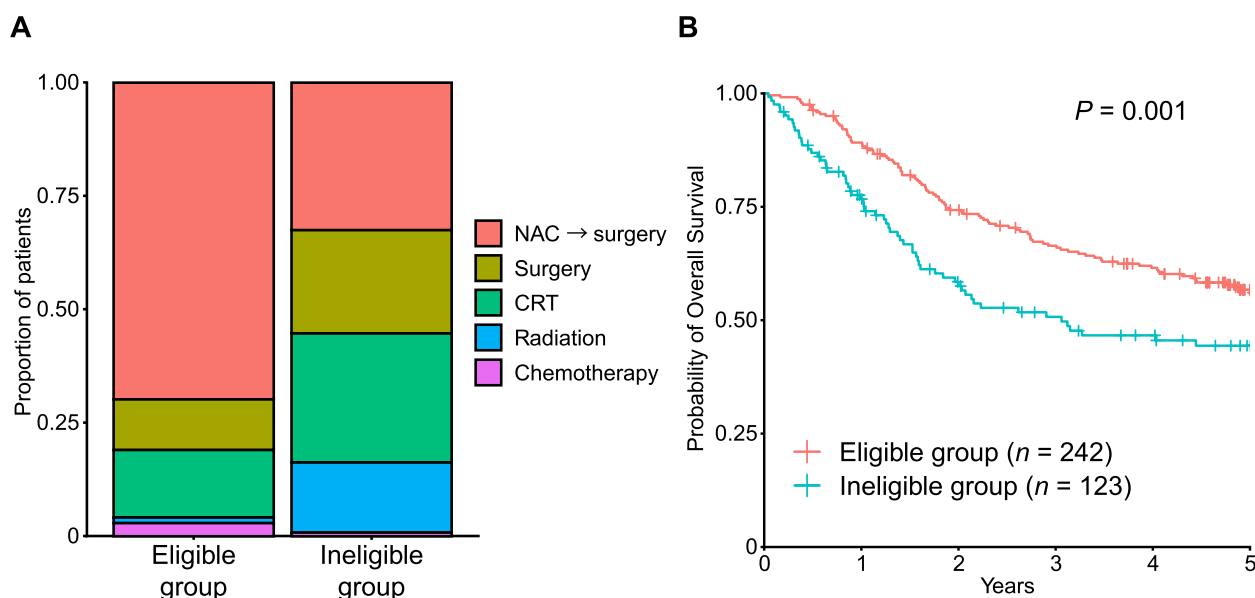 A
Proportion of patients
1.00
0.75
0.50
0.25
0
Eligible
group
Ineligible
group
NAC → surgery
Surgery
CRT
Radiation
Chemotherapy
B
Probability of Overall Survival
1.00
0.75
0.50
0.25
0
P = 0.001
Eligible group (n = 242)
Ineligible group (n = 123)
0 1 2 3 4 5
Years